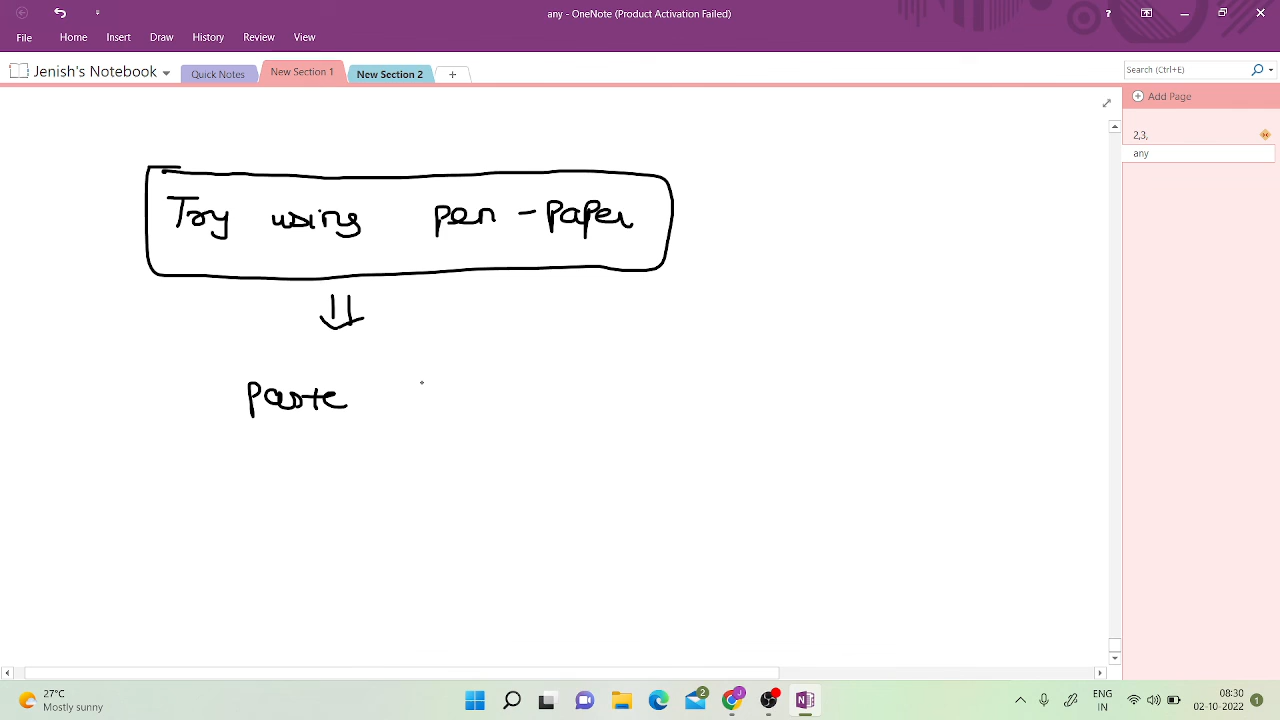 any - OneNote (Product Activation Failed)
?
File Home Insert Draw History Review View
Jenish's Notebook Quick Notes New Section 1 New Section 2 +
Search (Ctrl+E)
Add Page
2,3,
any
Try using pen - paper
paste
27°C
Mostly sunny
2
J
N
ENG
IN
08:30
02-10-2022
1